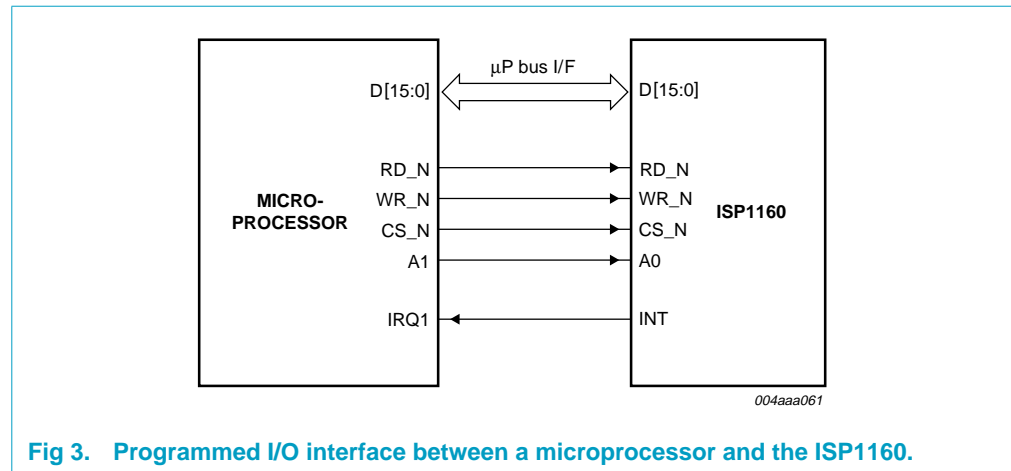 μP bus I/F
D[15:0] D[15:0]
RD_N RD_N
MICRO-
PROCESSOR
WR_N WR_N
ISP1160
CS_N CS_N
A1 A0
IRQ1 INT
004aaa061
Fig 3. Programmed I/O interface between a microprocessor and the ISP1160.